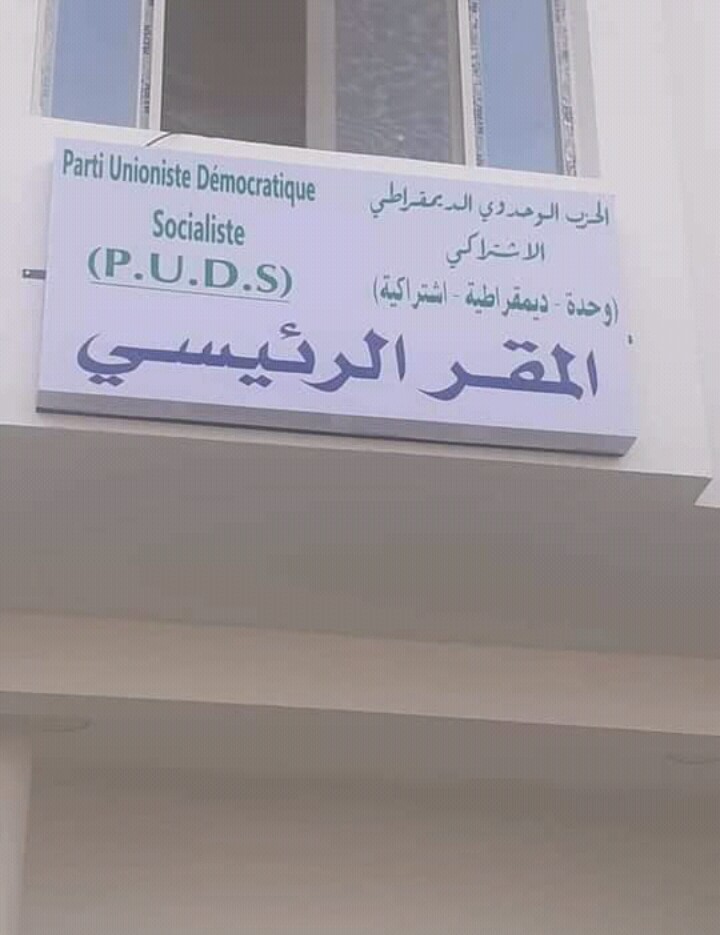 Parti Unioniste Démocratique
Socialiste
(P.U.D.S)
الحزب الوحدوي الديمقراطي
الاشتراكي
(وحدة - ديمقراطية - اشتراكية)
المقر الرئيسي